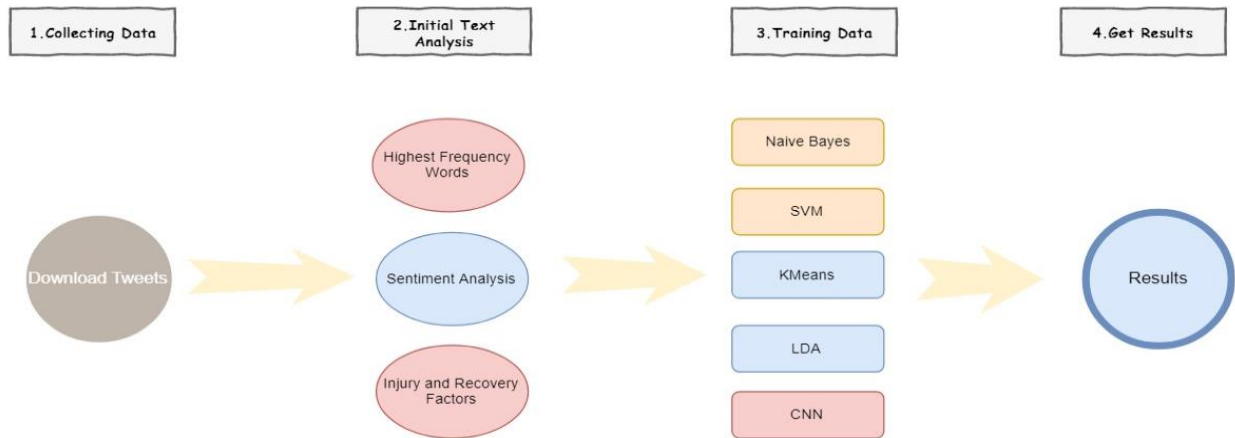 1.Collecting Data
2.Initial Text
Analysis
3.Training Data
4.Get Results
Download Tweets
Highest Frequency
Words
Sentiment Analysis
Injury and Recovery
Factors
Naive Bayes
SVM
KMeans
LDA
CNN
Results